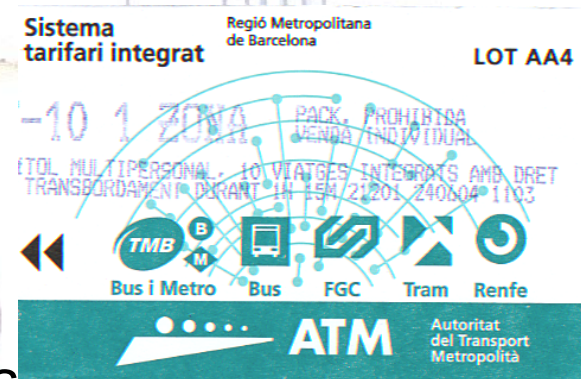 Sistema
tarifari integrat
Regió Metropolitana
de Barcelona
LOT AA4
-10 1 ZONA
PACK. PROHIBIDA
VENDA INDIVIDUAL
TITOL MULTIPERSONAL, 10 VIATGES INTEGRATS AMB DRET
TRANSBORDAMENT DURANT 1H 15M 21201 240604 1103
TMB B
M
Bus i Metro Bus FGC Tram Renfe
ATM
Autoritat
del Transport
Metropolità